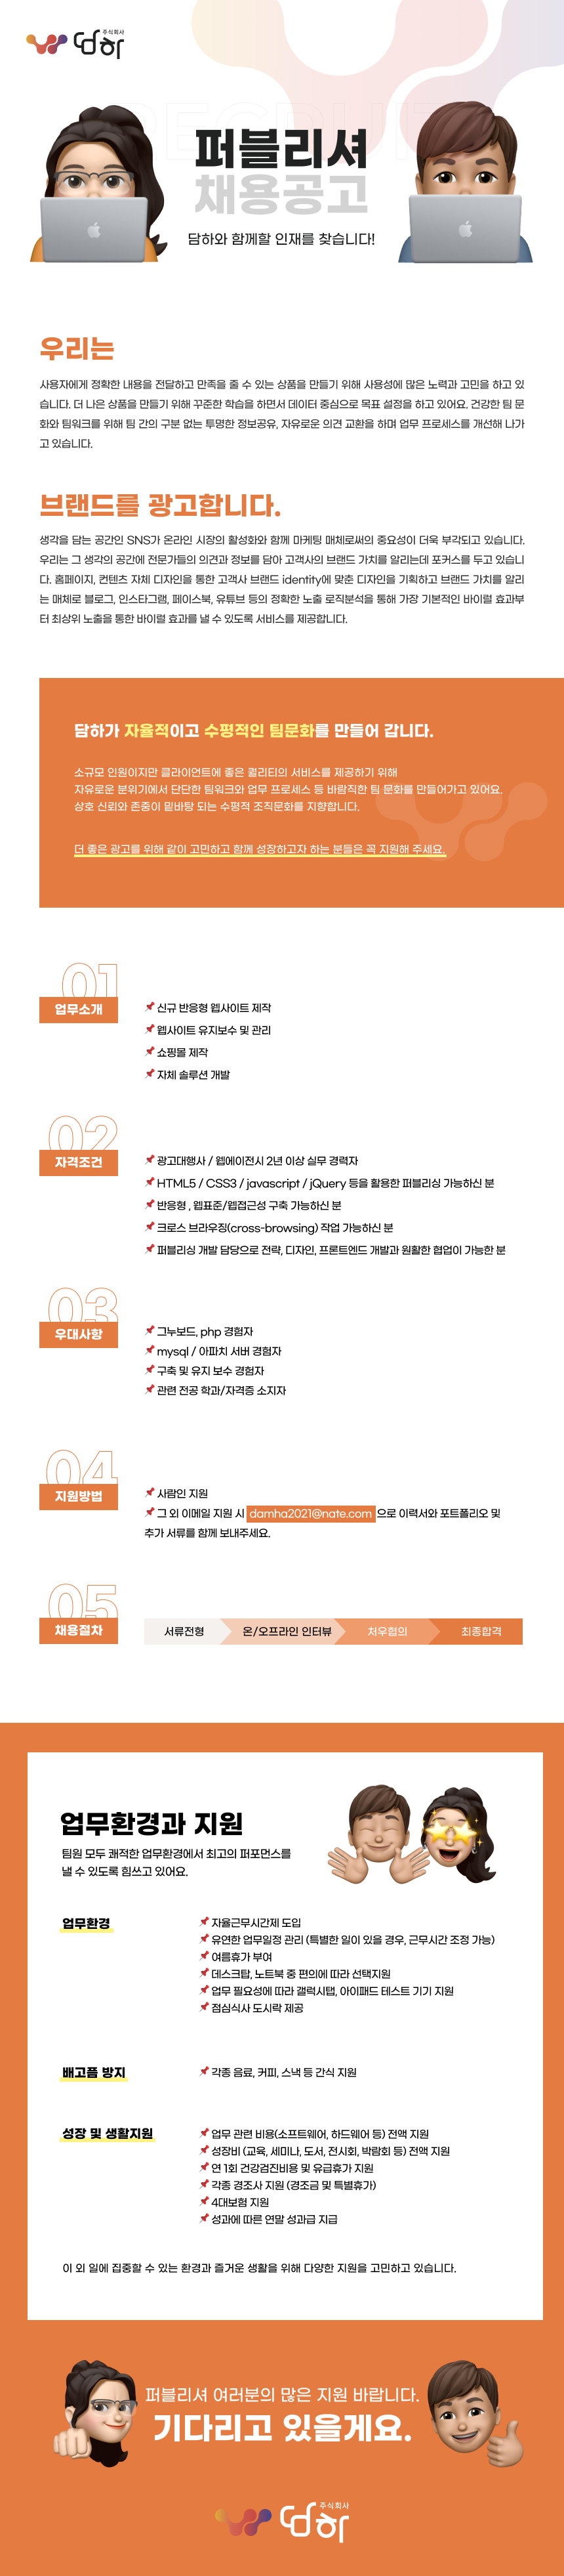 주식회사
담하
RECRUIT
퍼블리셔
채용공고
담하와 함께할 인재를 찾습니다!
우리는
사용자에게 정확한 내용을 전달하고 만족을 줄 수 있는 상품을 만들기 위해 사용성에 많은 노력과 고민을 하고 있
습니다. 더 나은 상품을 만들기 위해 꾸준한 학습을 하면서 데이터 중심으로 목표 설정을 하고 있어요. 건강한 팀 문
화와 팀워크를 위해 팀 간의 구분 없는 투명한 정보공유, 자유로운 의견 교환을 하며 업무 프로세스를 개선해 나가
고 있습니다.
브랜드를 광고합니다.
생각을 담는 공간인 SNS가 온라인 시장의 활성화와 함께 마케팅 매체로써의 중요성이 더욱 부각되고 있습니다.
우리는 그 생각의 공간에 전문가들의 의견과 정보를 담아 고객사의 브랜드 가치를 알리는데 포커스를 두고 있습니
다. 홈페이지, 컨텐츠 자체 디자인을 통한 고객사 브랜드 identity에 맞춘 디자인을 기획하고 브랜드 가치를 알리
는 매체로 블로그, 인스타그램, 페이스북, 유튜브 등의 정확한 노출 로직분석을 통해 가장 기본적인 바이럴 효과부
터 최상위 노출을 통한 바이럴 효과를 낼 수 있도록 서비스를 제공합니다.
담하가 자율적이고 수평적인 팀문화를 만들어 갑니다.
소규모 인원이지만 클라이언트에 좋은 퀄리티의 서비스를 제공하기 위해
자유로운 분위기에서 단단한 팀워크와 업무 프로세스 등 바람직한 팀 문화를 만들어가고 있어요.
상호 신뢰와 존중이 밑바탕 되는 수평적 조직문화를 지향합니다.
더 좋은 광고를 위해 같이 고민하고 함께 성장하고자 하는 분들은 꼭 지원해 주세요.
01
업무소개
신규 반응형 웹사이트 제작
웹사이트 유지보수 및 관리
쇼핑몰 제작
자체 솔루션 개발
02
자격조건
광고대행사 / 웹에이전시 2년 이상 실무 경력자
HTML5 / CSS3 / javascript / jQuery 등을 활용한 퍼블리싱 가능하신 분
반응형 , 웹표준/웹접근성 구축 가능하신 분
크로스 브라우징(cross-browsing) 작업 가능하신 분
퍼블리싱 개발 담당으로 전략, 디자인, 프론트엔드 개발과 원활한 협업이 가능한 분
03
우대사항
그누보드, php 경험자
mysql / 아파치 서버 경험자
구축 및 유지 보수 경험자
관련 전공 학과/자격증 소지자
04
지원방법
사람인 지원
그 외 이메일 지원 시 damha2021@nate.com 으로 이력서와 포트폴리오 및
추가 서류를 함께 보내주세요.
05
채용절차
서류전형 온/오프라인 인터뷰 처우협의 최종합격
업무환경과 지원
팀원 모두 쾌적한 업무환경에서 최고의 퍼포먼스를
낼 수 있도록 힘쓰고 있어요.
업무환경
자율근무시간제 도입
유연한 업무일정 관리 (특별한 일이 있을 경우, 근무시간 조정 가능)
여름휴가 부여
데스크탑, 노트북 중 편의에 따라 선택지원
업무 필요성에 따라 갤럭시탭, 아이패드 테스트 기기 지원
점심식사 도시락 제공
배고픔 방지
각종 음료, 커피, 스낵 등 간식 지원
성장 및 생활지원
업무 관련 비용(소프트웨어, 하드웨어 등) 전액 지원
성장비 (교육, 세미나, 도서, 전시회, 박람회 등) 전액 지원
연 1회 건강검진비용 및 유급휴가 지원
각종 경조사 지원 (경조금 및 특별휴가)
4대보험 지원
성과에 따른 연말 성과급 지급
이 외 일에 집중할 수 있는 환경과 즐거운 생활을 위해 다양한 지원을 고민하고 있습니다.
퍼블리셔 여러분의 많은 지원 바랍니다.
기다리고 있을게요.
주식회사
담하